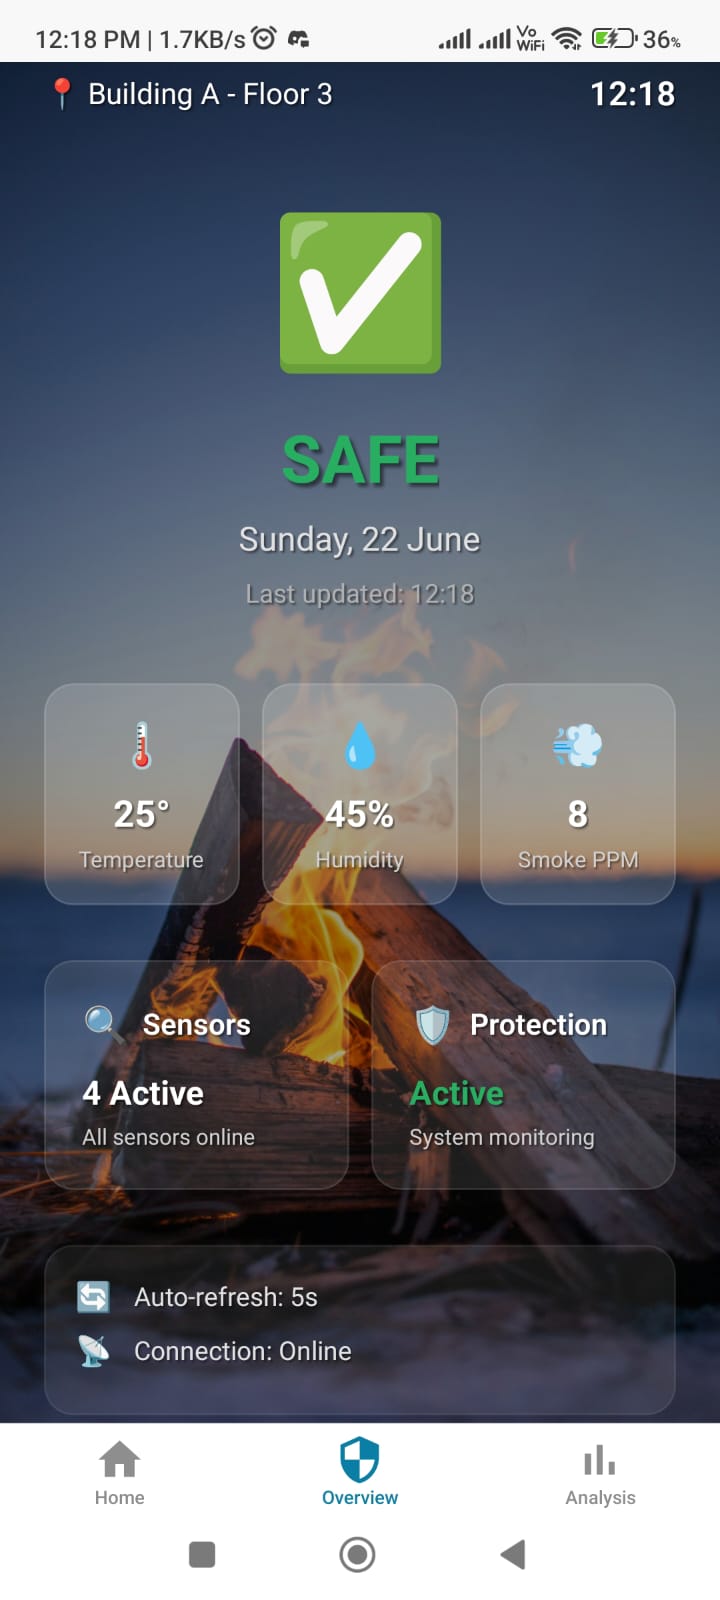 12:18 PM | 1.7KB/s Vo WiFi 36%
Building A - Floor 3 12:18
SAFE
Sunday, 22 June
Last updated: 12:18
25° 45% 8
Temperature Humidity Smoke PPM
Sensors Protection
4 Active Active
All sensors online System monitoring
Auto-refresh: 5s
Connection: Online
Home Overview Analysis